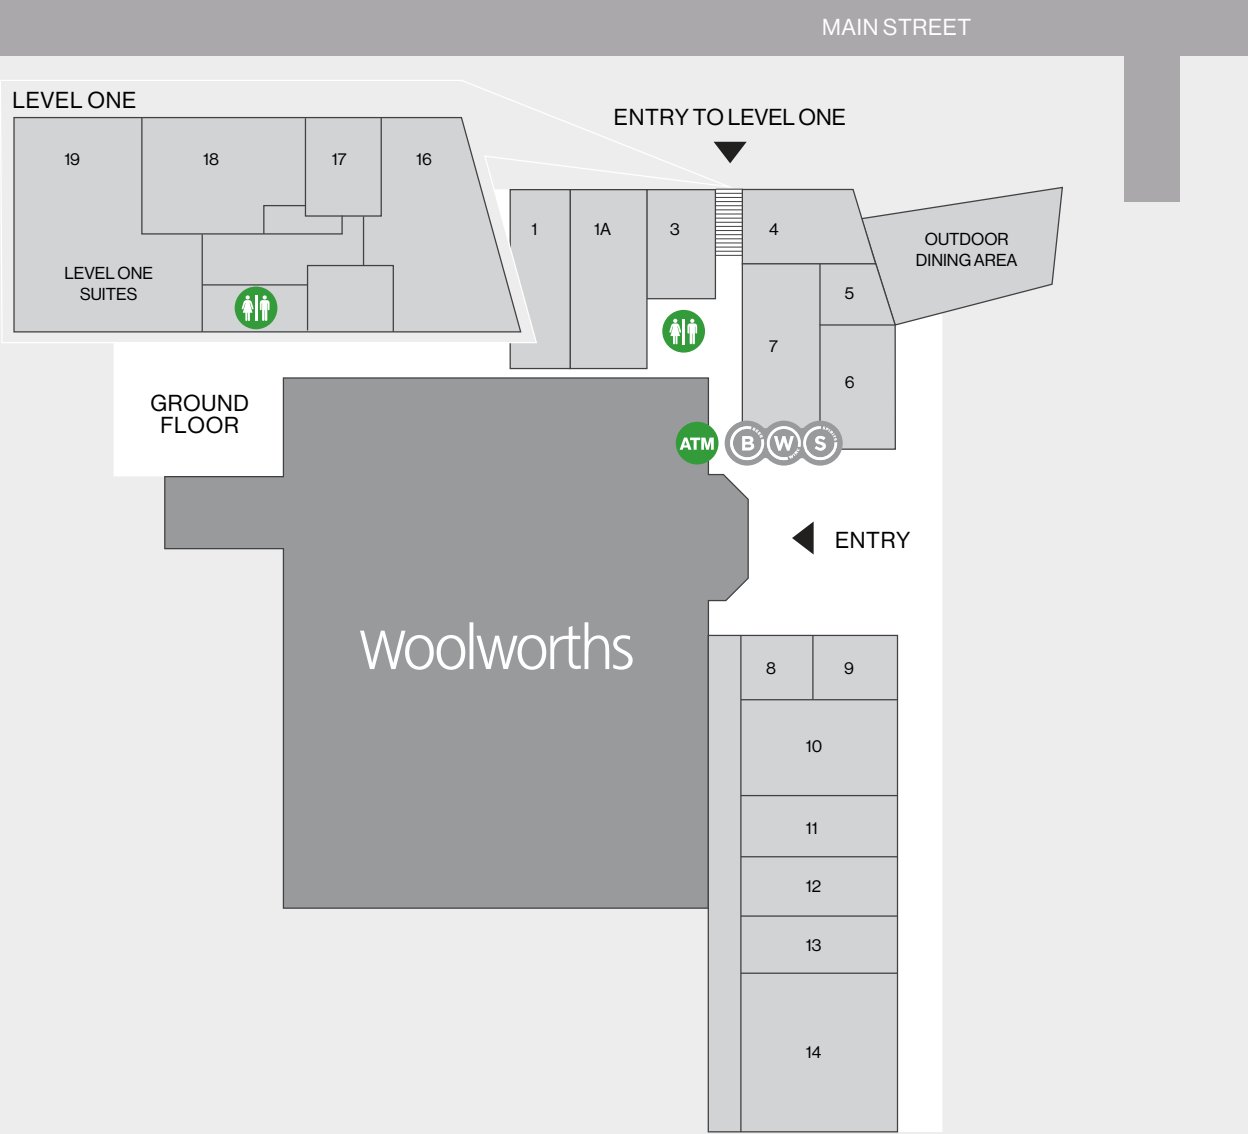 MAIN STREET
LEVEL ONE
ENTRY TO LEVEL ONE
19
18
17
16
LEVEL ONE
SUITES
1
1A
3
4
OUTDOOR
DINING AREA
5
7
6
GROUND
FLOOR
ATM
B W S
ENTRY
Woolworths
8
9
10
11
12
13
14